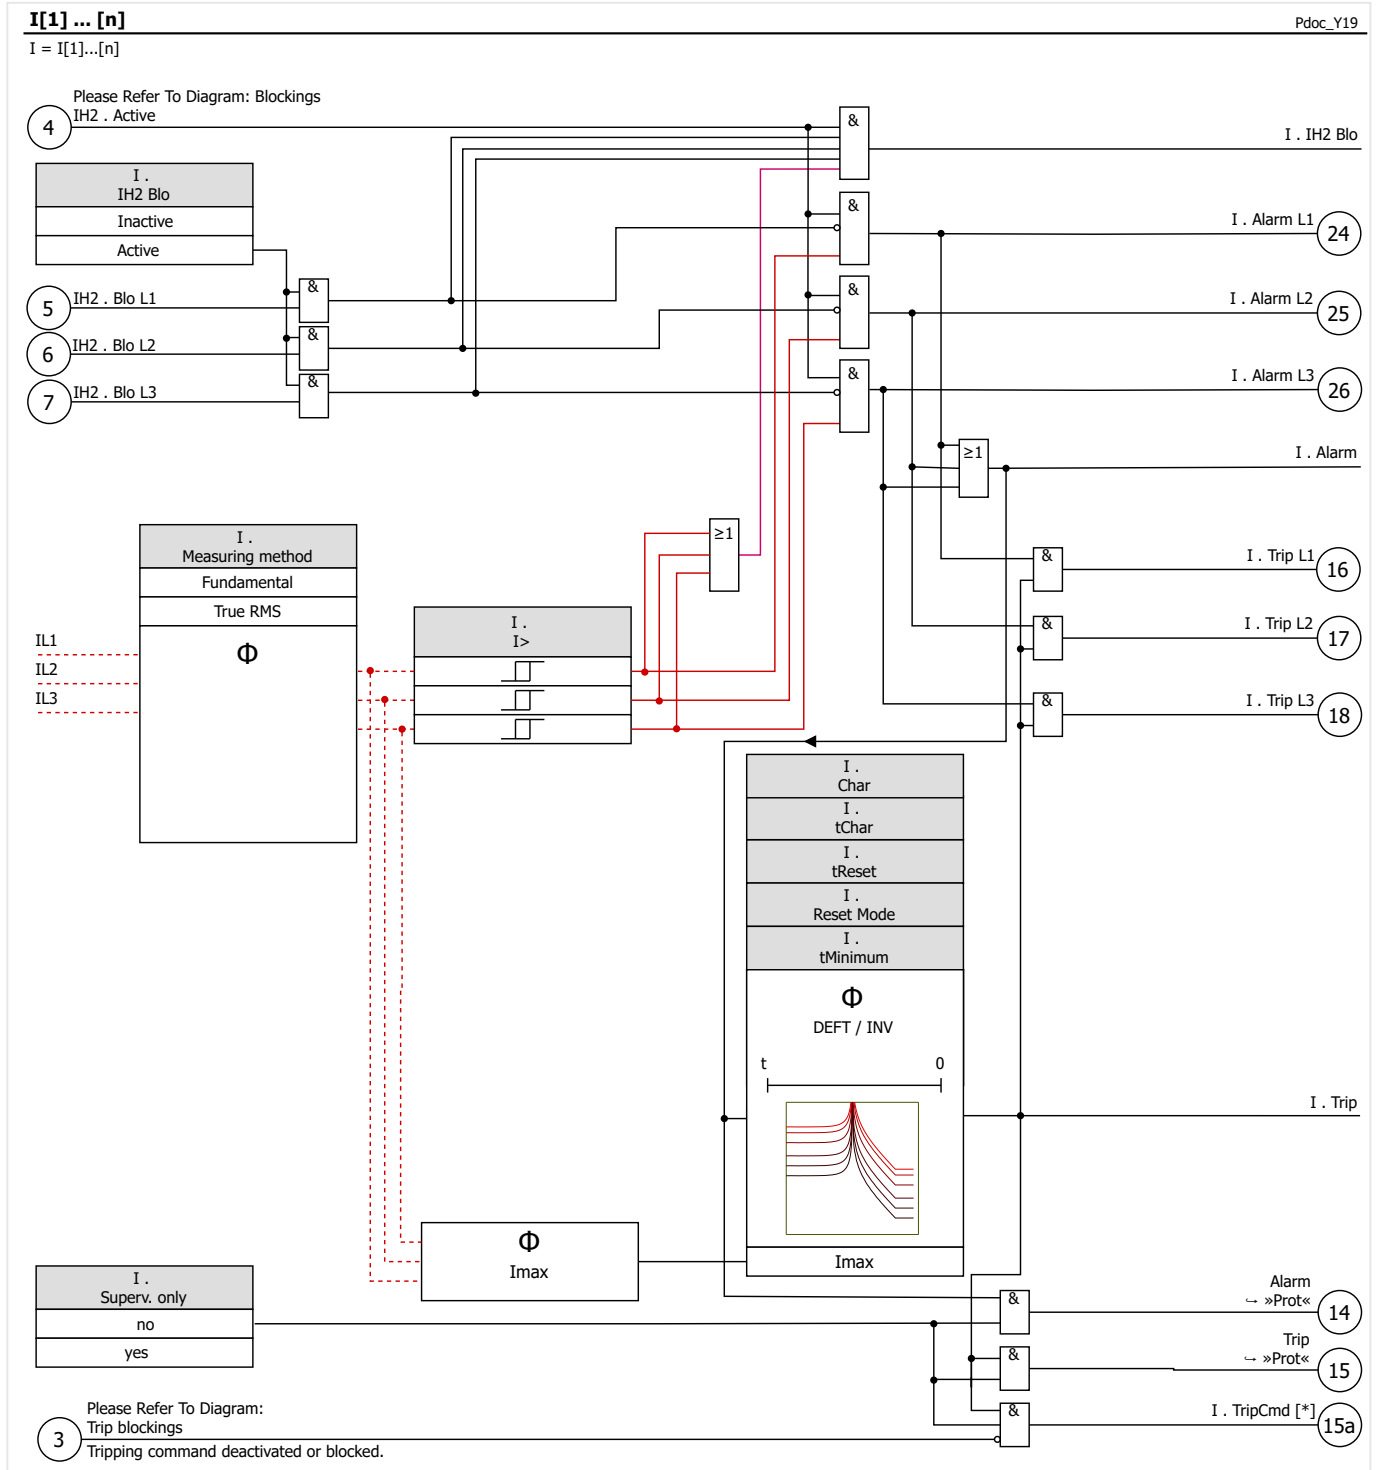 I[1] ... [n]
Pdoc_Y19
I = I[1]...[n]
Please Refer To Diagram: Blockings
4
IH2 . Active
&
I . IH2 Blo
I .
IH2 Blo
Inactive
Active
&
I . Alarm L1
24
&
5
IH2 . Blo L1
&
I . Alarm L2
25
&
6
IH2 . Blo L2
&
7
IH2 . Blo L3
&
I . Alarm L3
26
≥1
I . Alarm
I .
Measuring method
Fundamental
True RMS
Φ
≥1
&
I . Trip L1
16
IL1
IL2
IL3
I .
I>
&
I . Trip L2
17
&
I . Trip L3
18
I .
Char
I .
tChar
I .
tReset
I .
Reset Mode
I .
tMinimum
Φ
DEFT / INV
t
0
I . Trip
Φ
Imax
Imax
I .
Superv. only
no
yes
&
Alarm
↪ »Prot«
14
&
Trip
↪ »Prot«
15
Please Refer To Diagram:
3
Trip blockings
Tripping command deactivated or blocked.
&
I . TripCmd [*]
15a